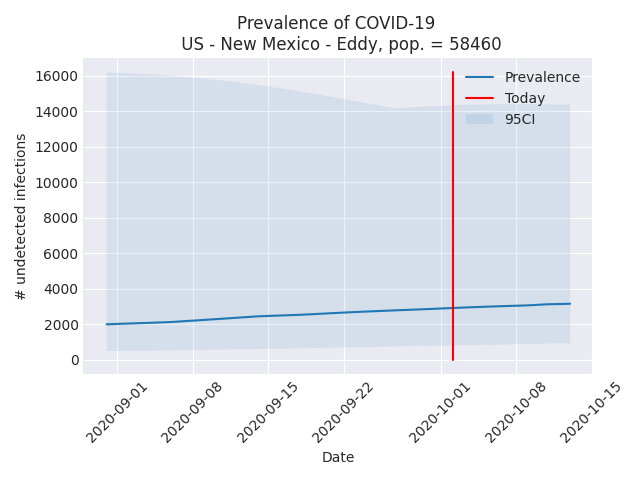 Prevalence of COVID-19
US - New Mexico - Eddy, pop. = 58460
16000
14000
12000
10000
8000
6000
4000
2000
0
# undetected infections
Prevalence
Today
95CI
2020-09-01
2020-09-08
2020-09-15
2020-09-22
2020-10-01
2020-10-08
2020-10-15
Date